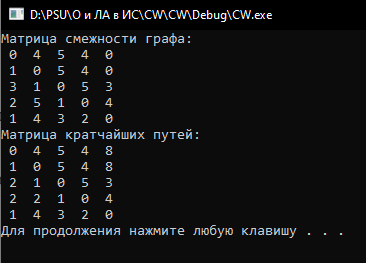 D:\PSU\О и ЛА в ИС\CW\CW\Debug\CW.exe
Матрица смежности графа:
0 4 5 4 0
1 0 5 4 0
3 1 0 5 3
2 5 1 0 4
1 4 3 2 0
Матрица кратчайших путей:
0 4 5 4 8
1 0 5 4 8
2 1 0 5 3
2 2 1 0 4
1 4 3 2 0
Для продолжения нажмите любую клавишу . . .